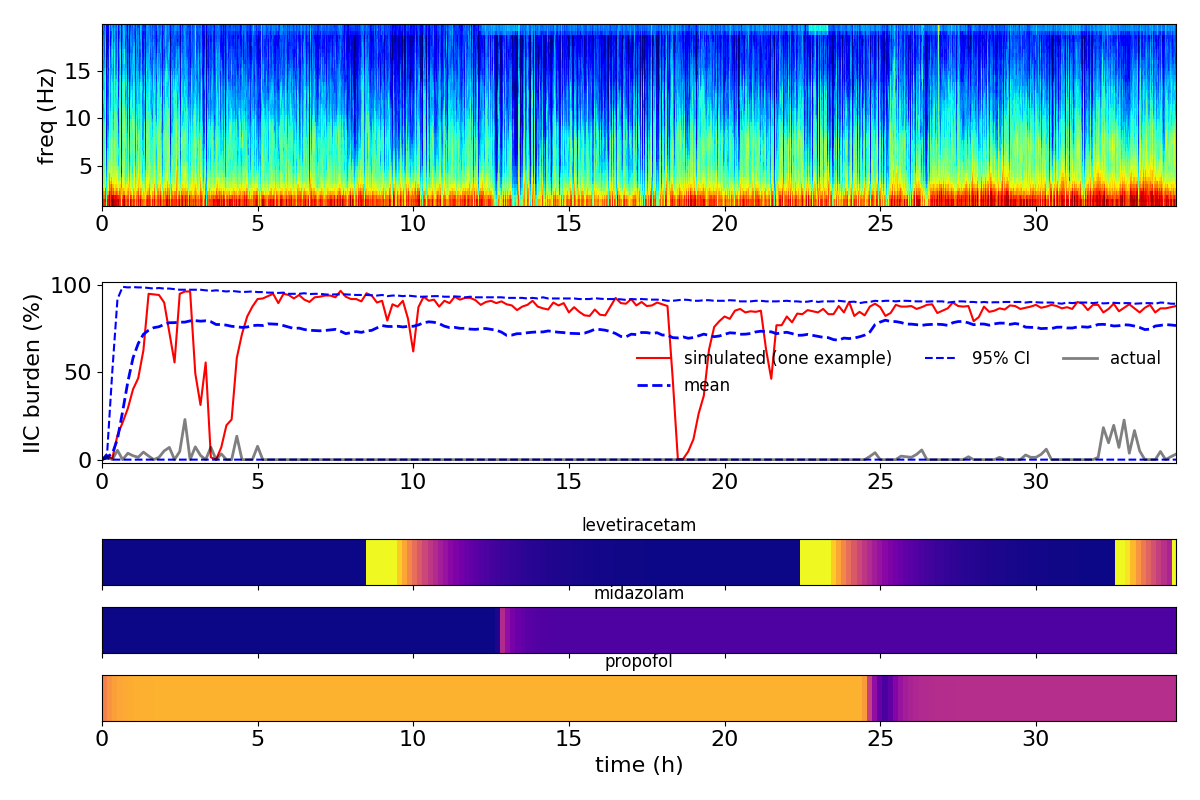 freq (Hz)
15
10
5
0 5 10 15 20 25 30
IIC burden (%)
100
50
0
simulated (one example) 95% CI actual
mean
0 5 10 15 20 25 30
levetiracetam
midazolam
propofol
0 5 10 15 20 25 30
time (h)